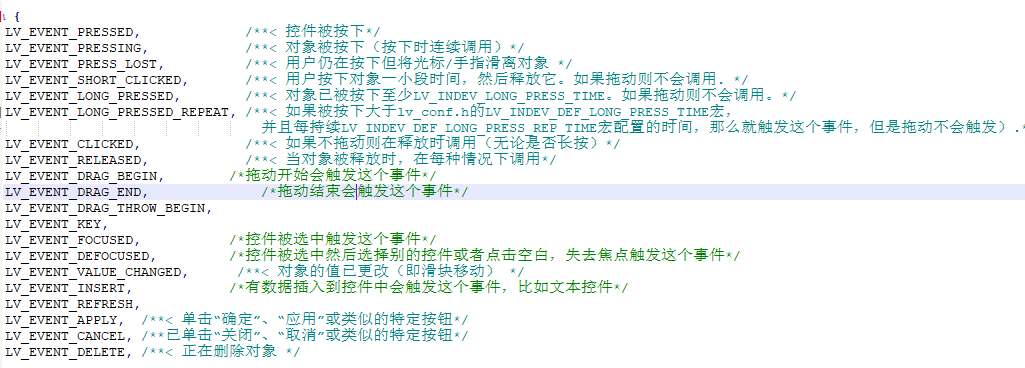 {
LV_EVENT_PRESSED, /**< 控件被按下*/
LV_EVENT_PRESSING, /**< 对象被按下（按下时连续调用）*/
LV_EVENT_PRESS_LOST, /**< 用户仍在按下但将光标/手指滑离对象 */
LV_EVENT_SHORT_CLICKED, /**< 用户按下对象一小段时间，然后释放它。如果拖动则不会调用. */
LV_EVENT_LONG_PRESSED, /**< 对象已被按下至少LV_INDEV_LONG_PRESS_TIME。如果拖动则不会调用。*/
LV_EVENT_LONG_PRESSED_REPEAT, /**< 如果被按下大于lv_conf.h的LV_INDEV_DEF_LONG_PRESS_TIME宏，
并且每持续LV_INDEV_DEF_LONG_PRESS_REP_TIME宏配置的时间，那么就触发这个事件，但是拖动不会触发）.*
LV_EVENT_CLICKED, /**< 如果不拖动则在释放时调用（无论是否长按）*/
LV_EVENT_RELEASED, /**< 当对象被释放时，在每种情况下调用*/
LV_EVENT_DRAG_BEGIN, /*拖动开始会触发这个事件*/
LV_EVENT_DRAG_END, /*拖动结束会触发这个事件*/
LV_EVENT_DRAG_THROW_BEGIN,
LV_EVENT_KEY,
LV_EVENT_FOCUSED, /*控件被选中触发这个事件*/
LV_EVENT_DEFOCUSED, /*控件被选中然后选择别的控件或者点击空白，失去焦点触发这个事件*/
LV_EVENT_VALUE_CHANGED, /**< 对象的值已更改（即滑块移动） */
LV_EVENT_INSERT, /*有数据插入到控件中会触发这个事件，比如文本控件*/
LV_EVENT_REFRESH,
LV_EVENT_APPLY, /**< 单击“确定”、“应用”或类似的特定按钮*/
LV_EVENT_CANCEL, /**已单击“关闭”、“取消”或类似的特定按钮*/
LV_EVENT_DELETE, /**< 正在删除对象 */